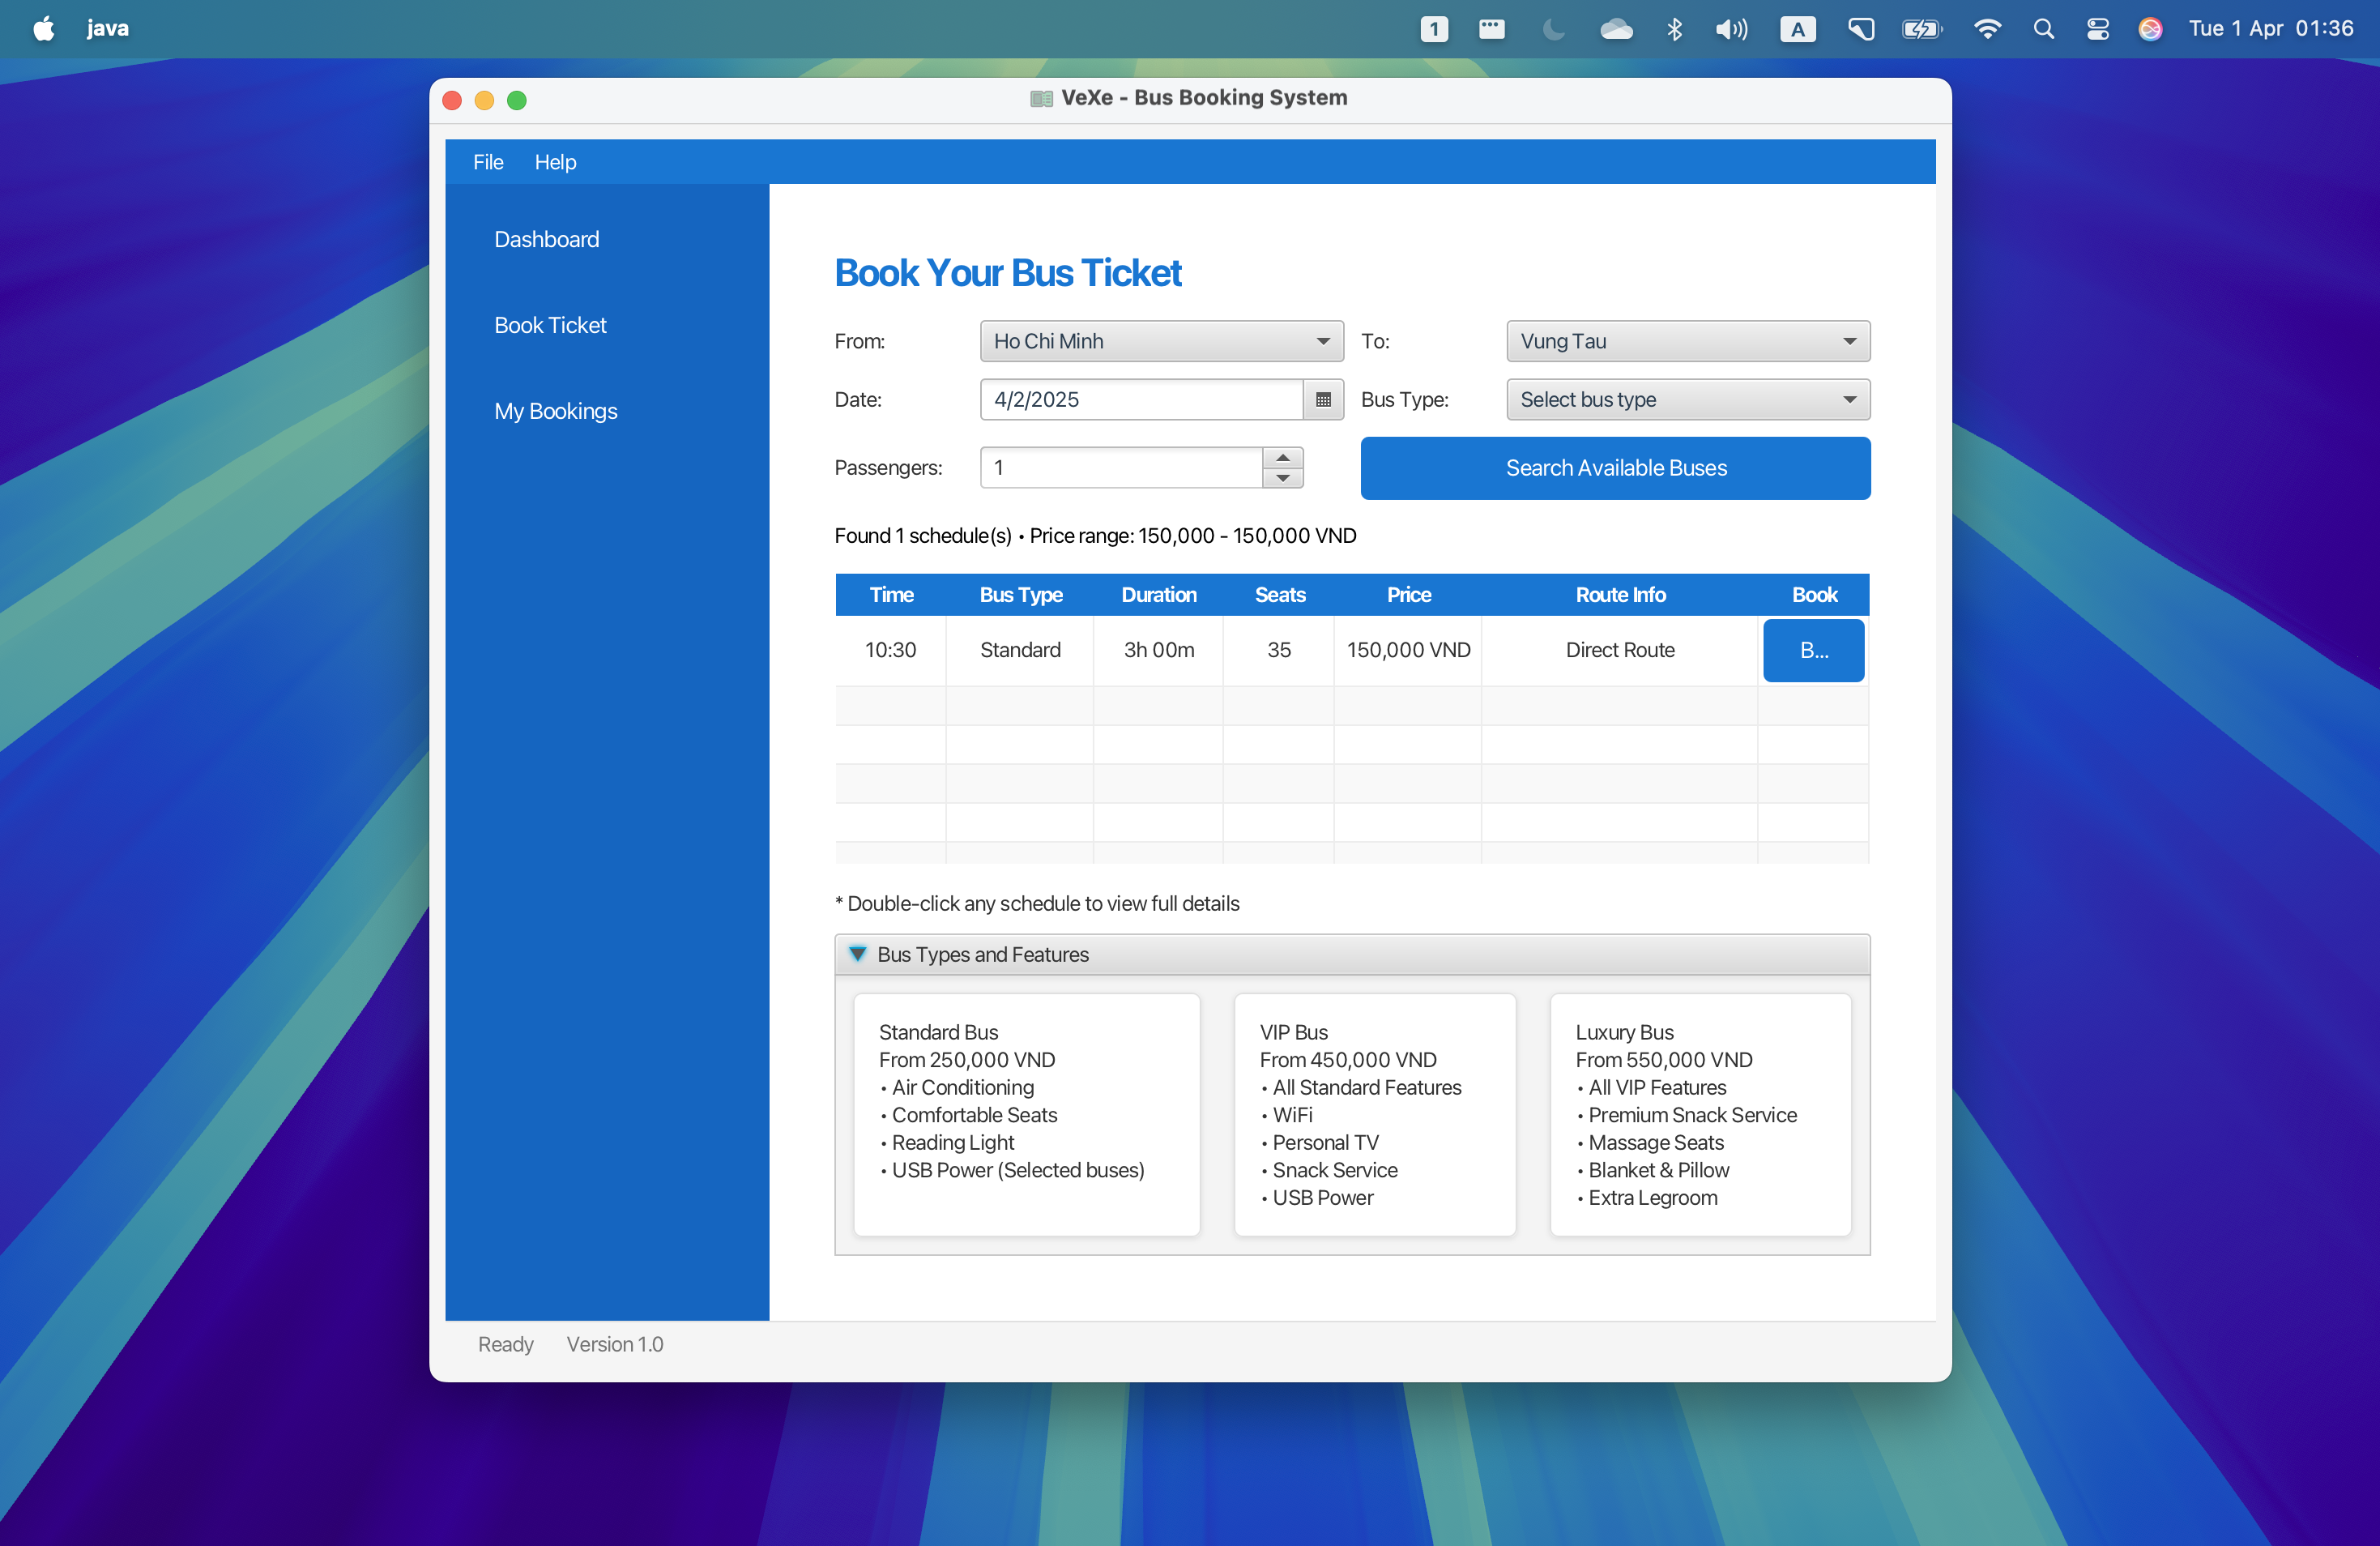 java
1
A
Tue 1 Apr 01:36
VeXe - Bus Booking System
File Help
Dashboard
Book Ticket
My Bookings
Book Your Bus Ticket
From: Ho Chi Minh To: Vung Tau
Date: 4/2/2025 Bus Type: Select bus type
Passengers: 1 Search Available Buses
Found 1 schedule(s) • Price range: 150,000 - 150,000 VND
Time Bus Type Duration Seats Price Route Info Book
10:30 Standard 3h 00m 35 150,000 VND Direct Route B...
* Double-click any schedule to view full details
Bus Types and Features
Standard Bus
From 250,000 VND
• Air Conditioning
• Comfortable Seats
• Reading Light
• USB Power (Selected buses)
VIP Bus
From 450,000 VND
• All Standard Features
• WiFi
• Personal TV
• Snack Service
• USB Power
Luxury Bus
From 550,000 VND
• All VIP Features
• Premium Snack Service
• Massage Seats
• Blanket & Pillow
• Extra Legroom
Ready Version 1.0